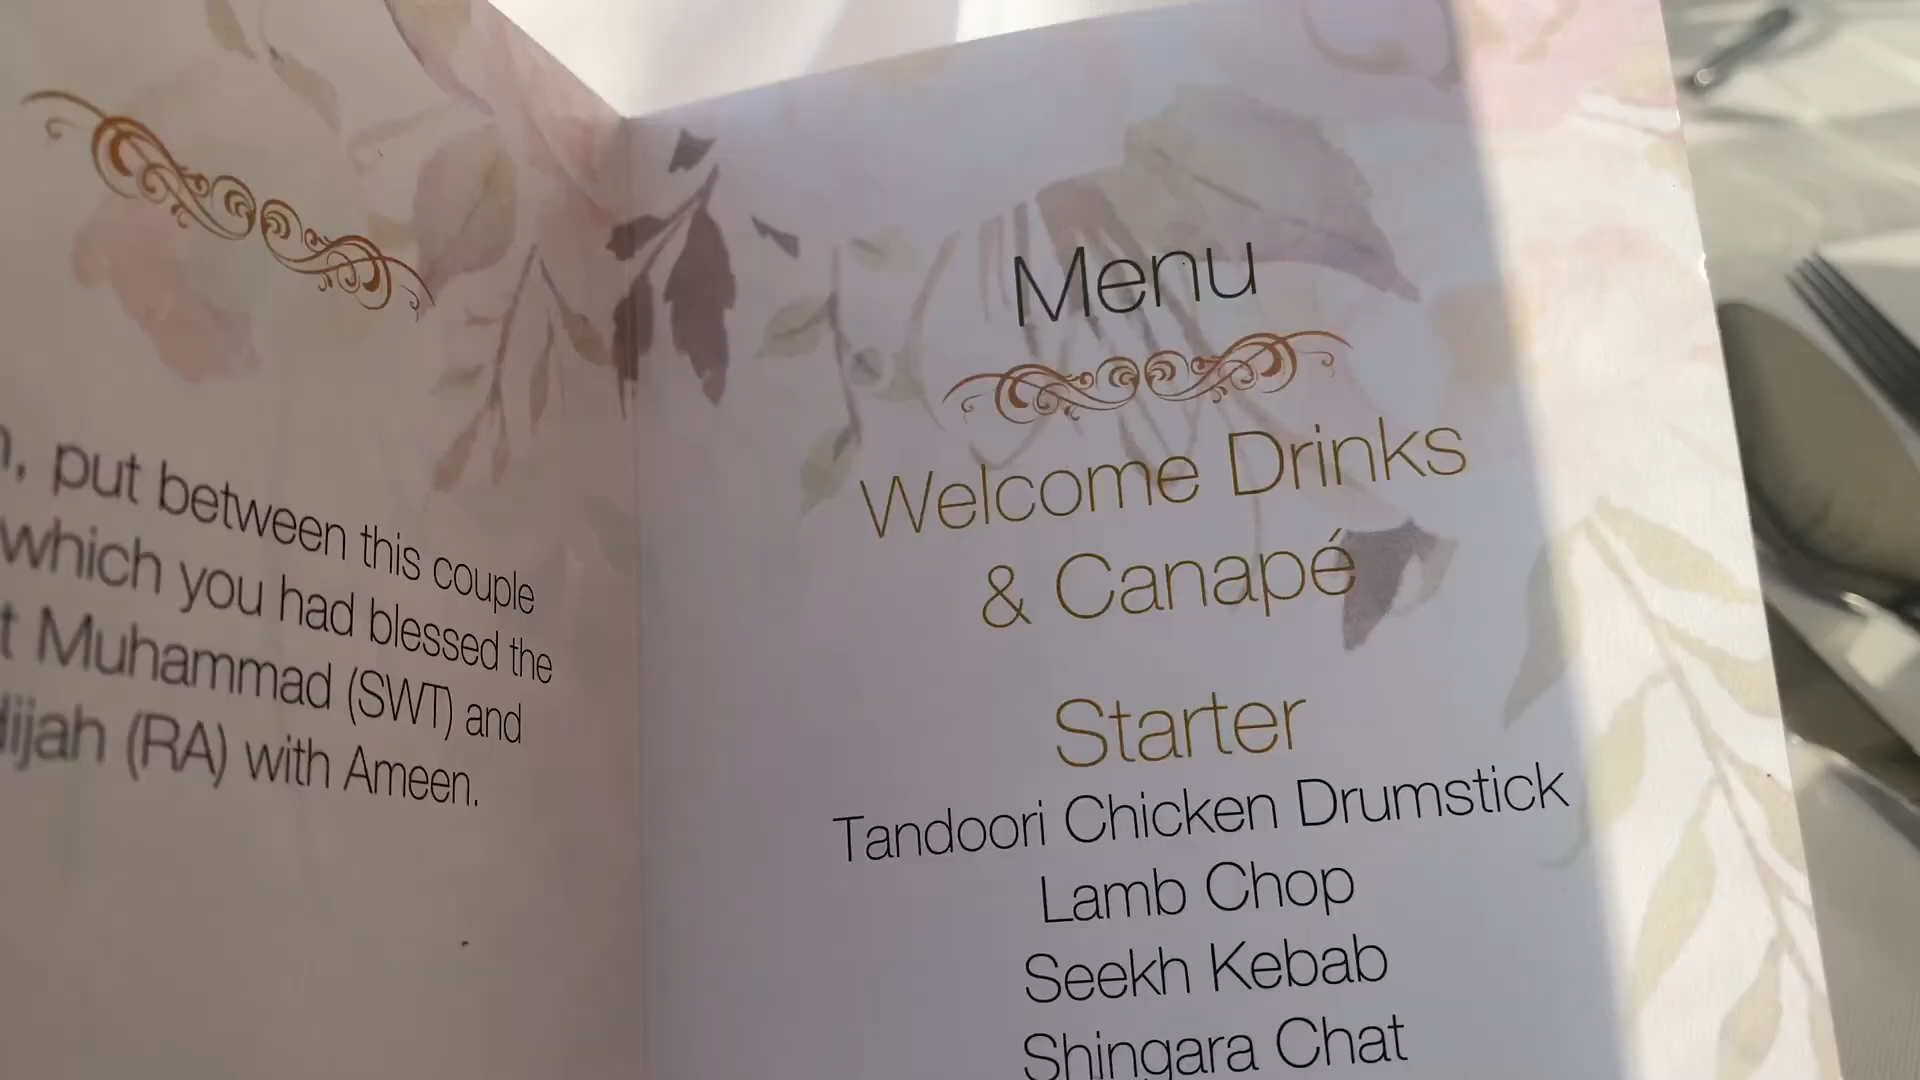 put between this couple
which you had blessed the
Muhammad (SWT) and
(RA) with Ameen.
Menu
Welcome Drinks
& Canapé
Starter
Tandoori Chicken Drumstick
Lamb Chop
Seekh Kebab
Shingara Chat